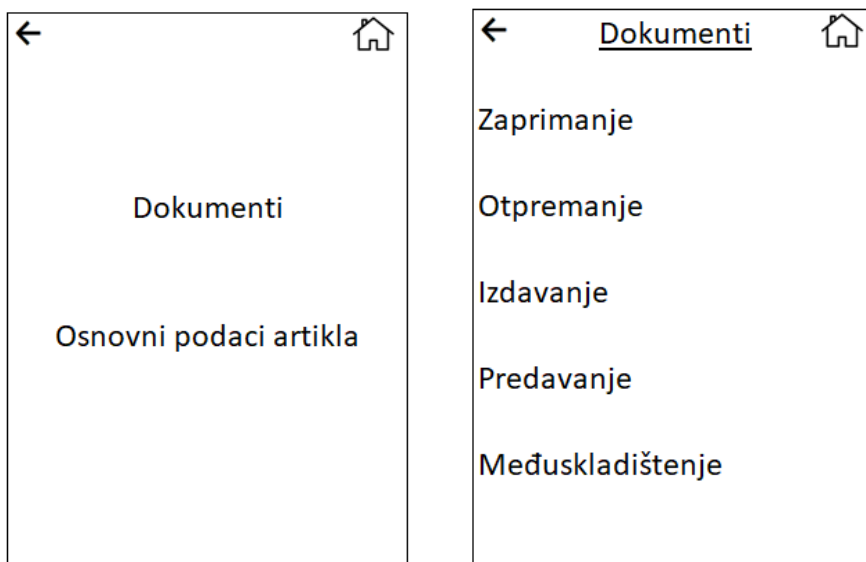 Dokumenti
Osnovni podaci artikla
Dokumenti
Zaprimanje
Otpremanje
Izdavanje
Predavanje
Međuskladištenje